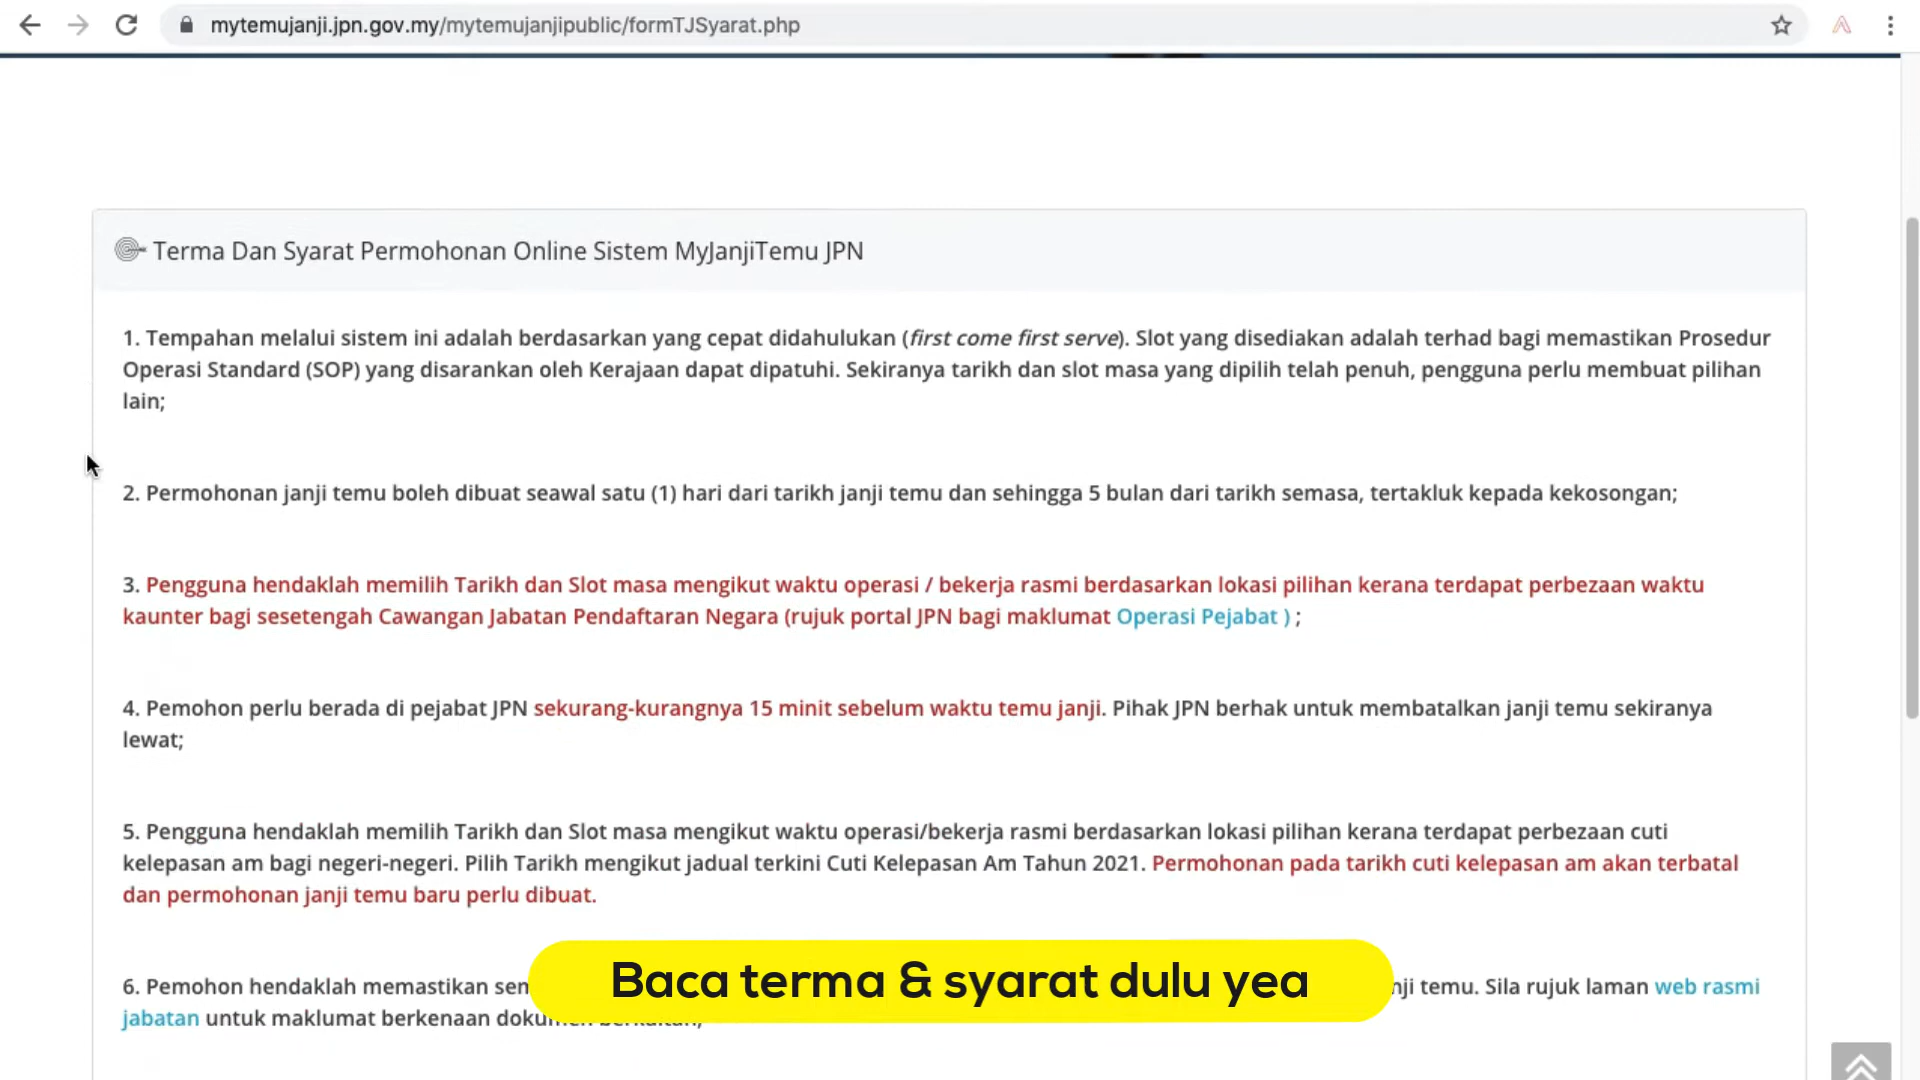 mytemujanji.jpn.gov.my/mytemujanjipublic/formTJSyarat.php
Terma Dan Syarat Permohonan Online Sistem MyJanjiTemu JPN
1. Tempahan melalui sistem ini adalah berdasarkan yang cepat didahulukan (first come first serve). Slot yang disediakan adalah terhad bagi memastikan Prosedur
Operasi Standard (SOP) yang disarankan oleh Kerajaan dapat dipatuhi. Sekiranya tarikh dan slot masa yang dipilih telah penuh, pengguna perlu membuat pilihan
lain;
2. Permohonan janji temu boleh dibuat seawal satu (1) hari dari tarikh janji temu dan sehingga 5 bulan dari tarikh semasa, tertakluk kepada kekosongan;
3. Pengguna hendaklah memilih Tarikh dan Slot masa mengikut waktu operasi / bekerja rasmi berdasarkan lokasi pilihan kerana terdapat perbezaan waktu
kaunter bagi sesetengah Cawangan Jabatan Pendaftaran Negara (rujuk portal JPN bagi maklumat Operasi Pejabat ) ;
4. Pemohon perlu berada di pejabat JPN sekurang-kurangnya 15 minit sebelum waktu temu janji. Pihak JPN berhak untuk membatalkan janji temu sekiranya
lewat;
5. Pengguna hendaklah memilih Tarikh dan Slot masa mengikut waktu operasi/bekerja rasmi berdasarkan lokasi pilihan kerana terdapat perbezaan cuti
kelepasan am bagi negeri-negeri. Pilih Tarikh mengikut jadual terkini Cuti Kelepasan Am Tahun 2021. Permohonan pada tarikh cuti kelepasan am akan terbatal
dan permohonan janji temu baru perlu dibuat.
6. Pemohon hendaklah memastikan temu. Sila rujuk laman web rasmi
jabatan untuk maklumat berkenaan
Baca terma & syarat dulu yea